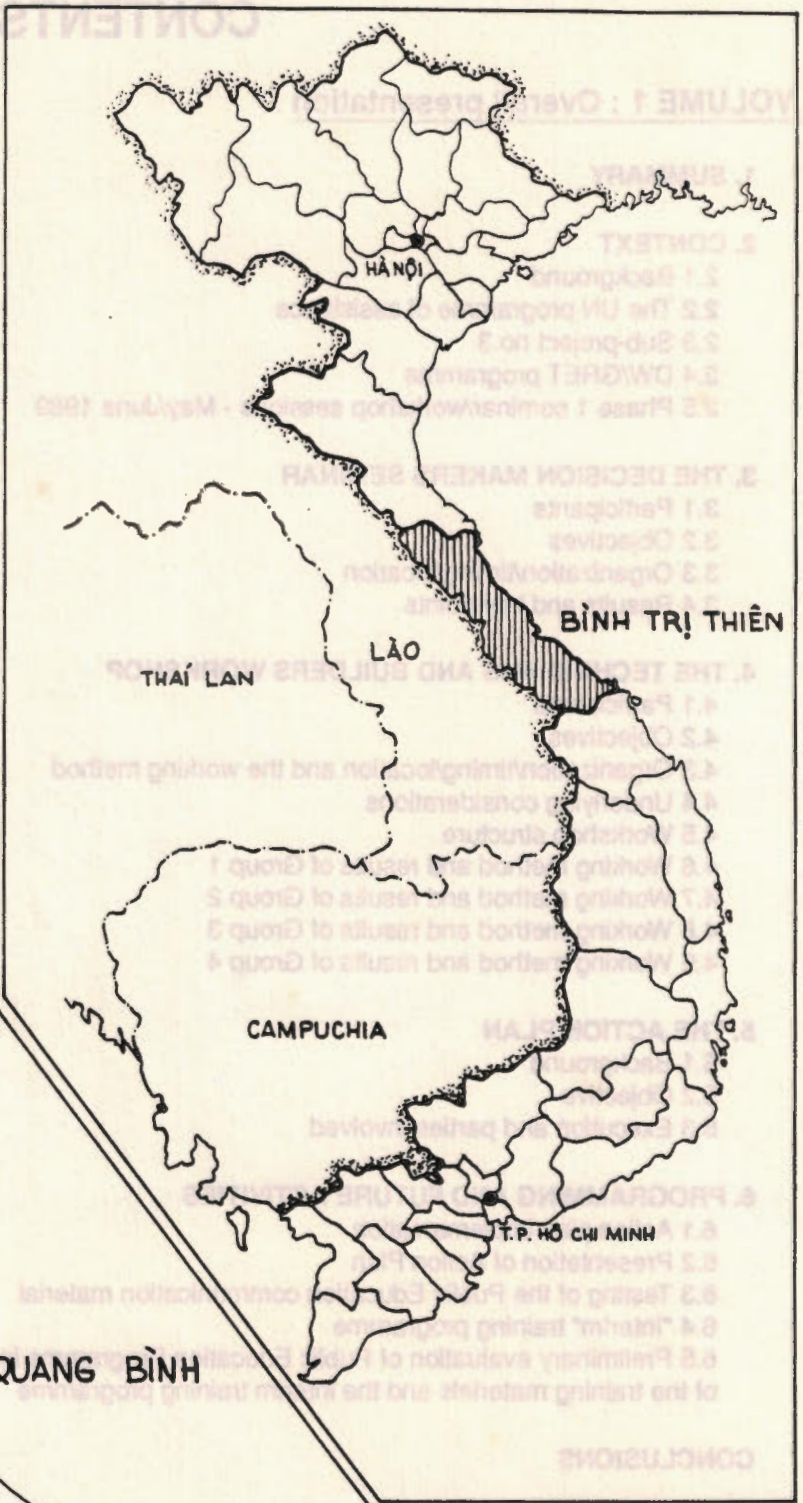 HÀ NỘI
BÌNH TRỊ THIÊN
LÀO
THAÍ LAN
CAMPUCHIA
T.P. HỒ CHI MINH
QUANG BÌNH
CONTENTS
VOLUME 1 : Overall presentation
1. SUMMARY
2. CONTEXT
2.1 Background
2.2 The UN programme of assistance
2.3 Sub-project no 3
2.4 DW/GRET programme
2.5 Phase 1 seminar/workshop sessions - May/June 1989
3. THE DECISION MAKERS SEMINAR
3.1 Participants
3.2 Objectives
3.3 Organization/timing/location
3.4 Results and
4. THE TECHNICIANS AND BUILDERS WORKSHOP
4.1 Participants
4.2 Objectives
4.3 Organization/timing/location and the working method
4.4 Underlying considerations
4.5 Workshop structure
4.6 Working method and results of Group 1
4.7 Working method and results of Group 2
4.8 Working method and results of Group 3
4.9 Working method and results of Group 4
5. THE ACTION PLAN
5.1 Background
5.2 Objective
5.3 Execution and parties involved
6. PROGRAMMING AND FUTURE ACTIVITIES
6.1
6.2 Presentation of Action Plan
6.3 Testing of the Public Education communication material
6.4 "Interim" training programme
6.5 Preliminary evaluation of Public Education programme
of the training materials and the interim training programme
CONCLUSIONS